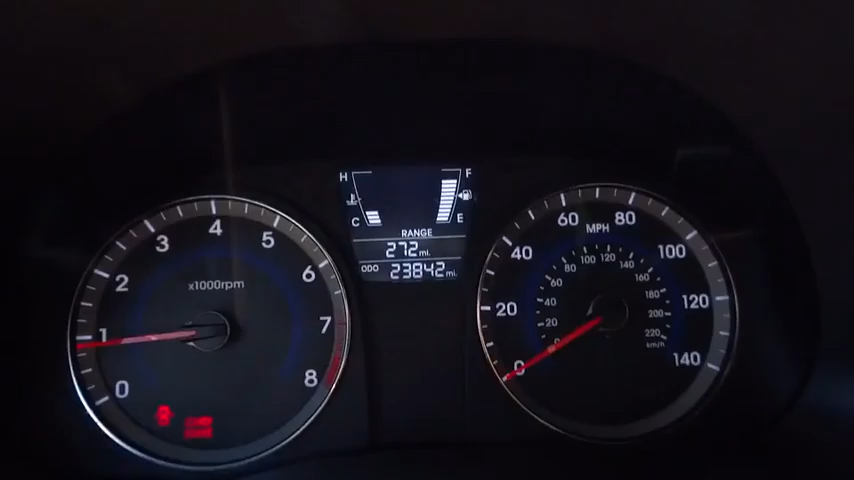 H F
C E
RANGE
272 mi.
ODO 23842 mi.
0 1 2 3 4 5 6 7 8
x1000rpm
0 20 40 60 80 100 120 140
MPH
20 40 60 80 100 120 140 160 180 200 220
km/h